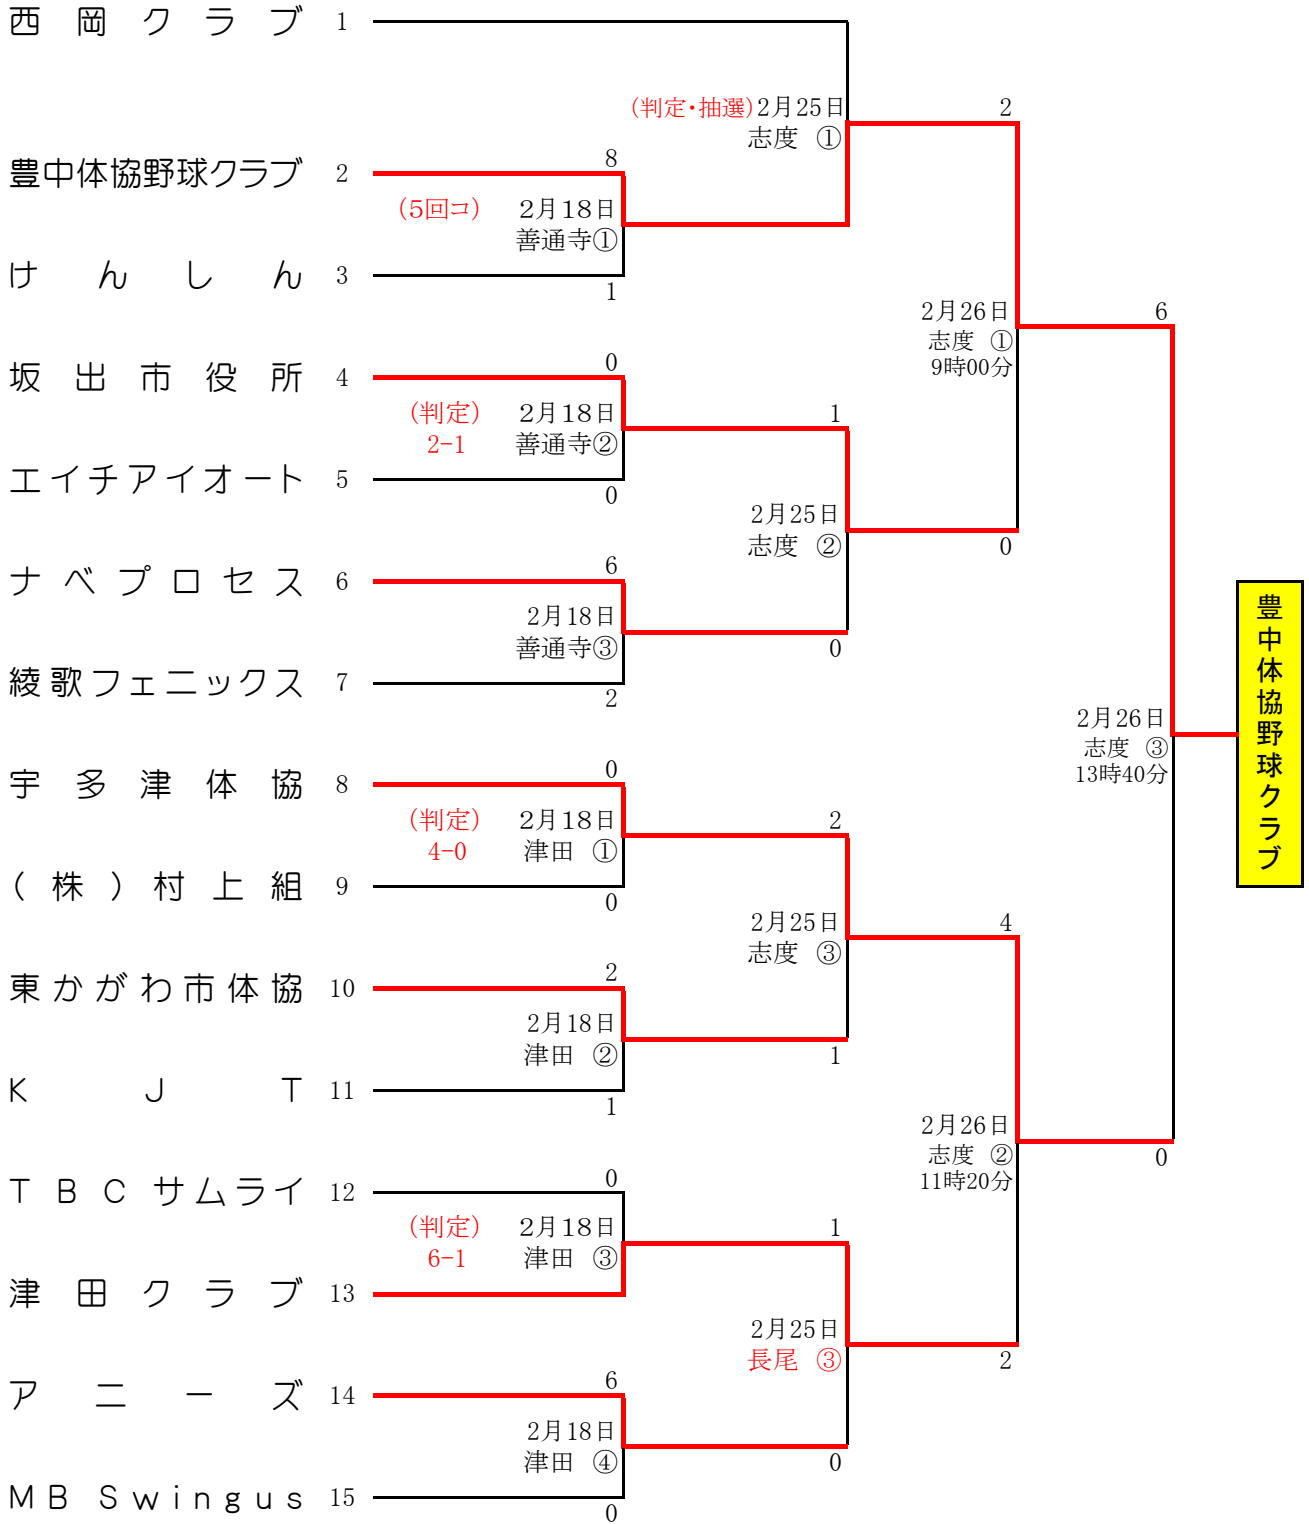 西岡クラブ 1
(判定・抽選)2月25日
志度 ①
2
豊中体協野球クラブ 2
8
(5回コ) 2月18日
善通寺①
けんしん 3
1
2月26日
志度 ①
9時00分
6
坂出市役所 4
0
(判定) 2月18日
2-1 善通寺②
1
エイチアイオート 5
0
2月25日
志度 ②
0
ナベプロセス 6
6
2月18日
善通寺③
0
綾歌フェニックス 7
2
豊中体協野球クラブ
2月26日
志度 ③
13時40分
宇多津体協 8
0
(判定) 2月18日
4-0 津田 ①
2
(株)村上組 9
0
2月25日
志度 ③
4
東かがわ市体協 10
2
2月18日
津田 ②
1
KJT 11
1
2月26日
志度 ②
11時20分
0
TBCサムライ 12
0
(判定) 2月18日
6-1 津田 ③
1
津田クラブ 13
2月25日
長尾 ③
2
アニーズ 14
6
2月18日
津田 ④
0
MB Swingus 15
0